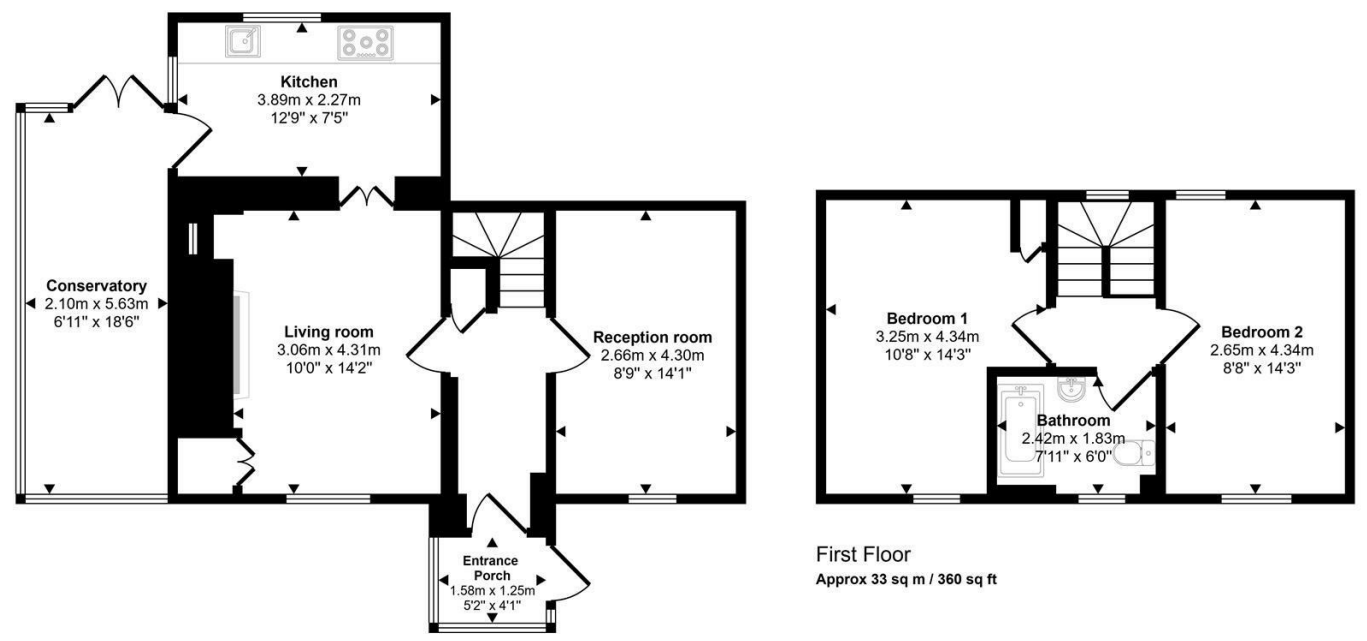 Kitchen
3.89m x 2.27m
12'9" x 7'5"
Conservatory
2.10m x 5.63m
6'11" x 18'6"
Living room
3.06m x 4.31m
10'0" x 14'2"
Reception room
2.66m x 4.30m
8'9" x 14'1"
Entrance
Porch
1.58m x 1.25m
5'2" x 4'1"
Bedroom 1
3.25m x 4.34m
10'8" x 14'3"
Bedroom 2
2.65m x 4.34m
8'8" x 14'3"
Bathroom
2.42m x 1.83m
7'11" x 6'0"
First Floor
Approx 33 sq m / 360 sq ft